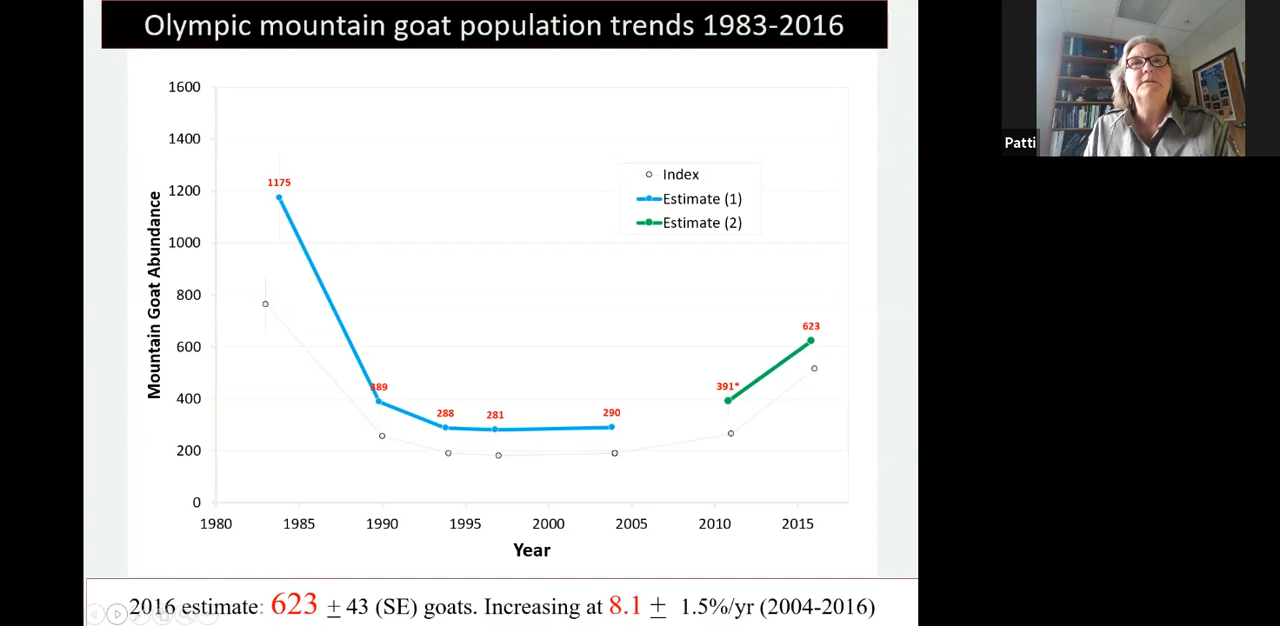 Olympic mountain goat population trends 1983-2016
1600
1400
1200
1000
800
600
400
200
0
Mountain Goat Abundance
1175
389
288
281
290
391*
623
Index
Estimate (1)
Estimate (2)
1980 1985 1990 1995 2000 2005 2010 2015
Year
2016 estimate: 623 ± 43 (SE) goats. Increasing at 8.1 ± 1.5%/yr (2004-2016)
Patti